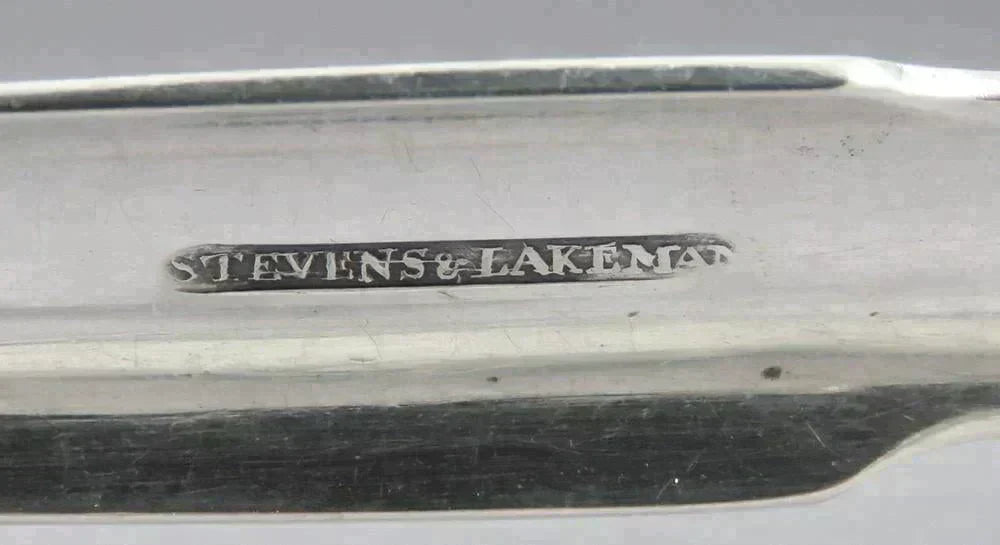 STEVENS & LAKEMAN